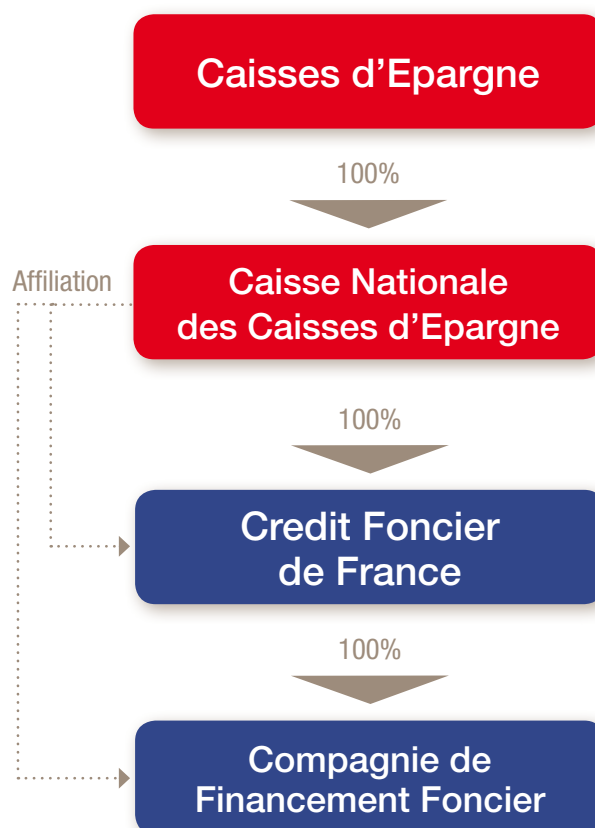 Caisses d’Epargne
100%
Affiliation
Caisse Nationale
des Caisses d’Epargne
100%
Credit Foncier
de France
100%
Compagnie de
Financement Foncier